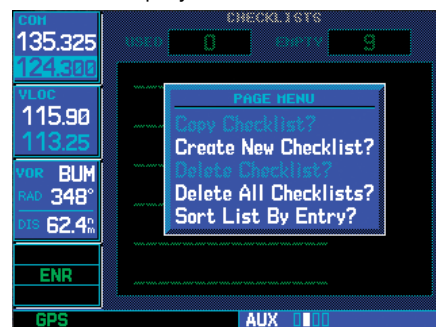 COM
135.325
124.300
VLOC
115.90
113.25
VOR BUM
RAD 348°
DIS 62.4nm
ENR
GPS
CHECKLISTS
USED 0 EMPTY 9
PAGE MENU
Copy Checklist?
Create New Checklist?
Delete Checklist?
Delete All Checklists?
Sort List By Entry?
AUX